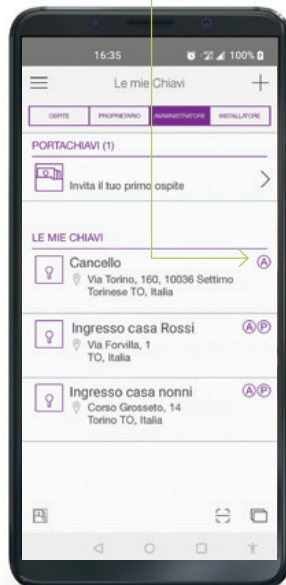 16:35 100%
Le mie Chiavi
OSPITE PROPRIETARIO AMMINISTRATORE INSTALLATORE
PORTACHIAVI (1)
Invita il tuo primo ospite
LE MIE CHIAVI
Cancello A
Via Torino, 160, 10036 Settimo
Torinese TO, Italia
Ingresso casa Rossi A P
Via Forvilla, 1
TO, Italia
Ingresso casa nonni A P
Corso Grosseto, 14
Torino TO, Italia